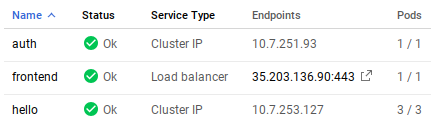 Name Status Service Type Endpoints Pods
auth Ok Cluster IP 10.7.251.93 1 / 1
frontend Ok Load balancer 35.203.136.90:443 1 / 1
hello Ok Cluster IP 10.7.253.127 3 / 3